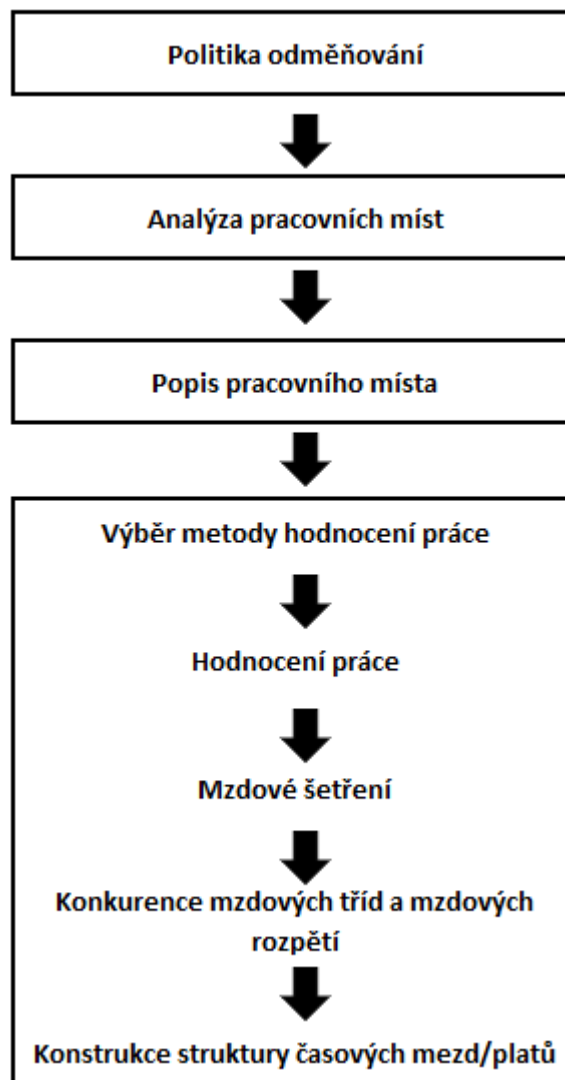 Politika odměňování
Analýza pracovních míst
Popis pracovního místa
Výběr metody hodnocení práce
Hodnocení práce
Mzdové šetření
Konkurence mzdových tříd a mzdových
rozpětí
Konstrukce struktury časových mezd/platů